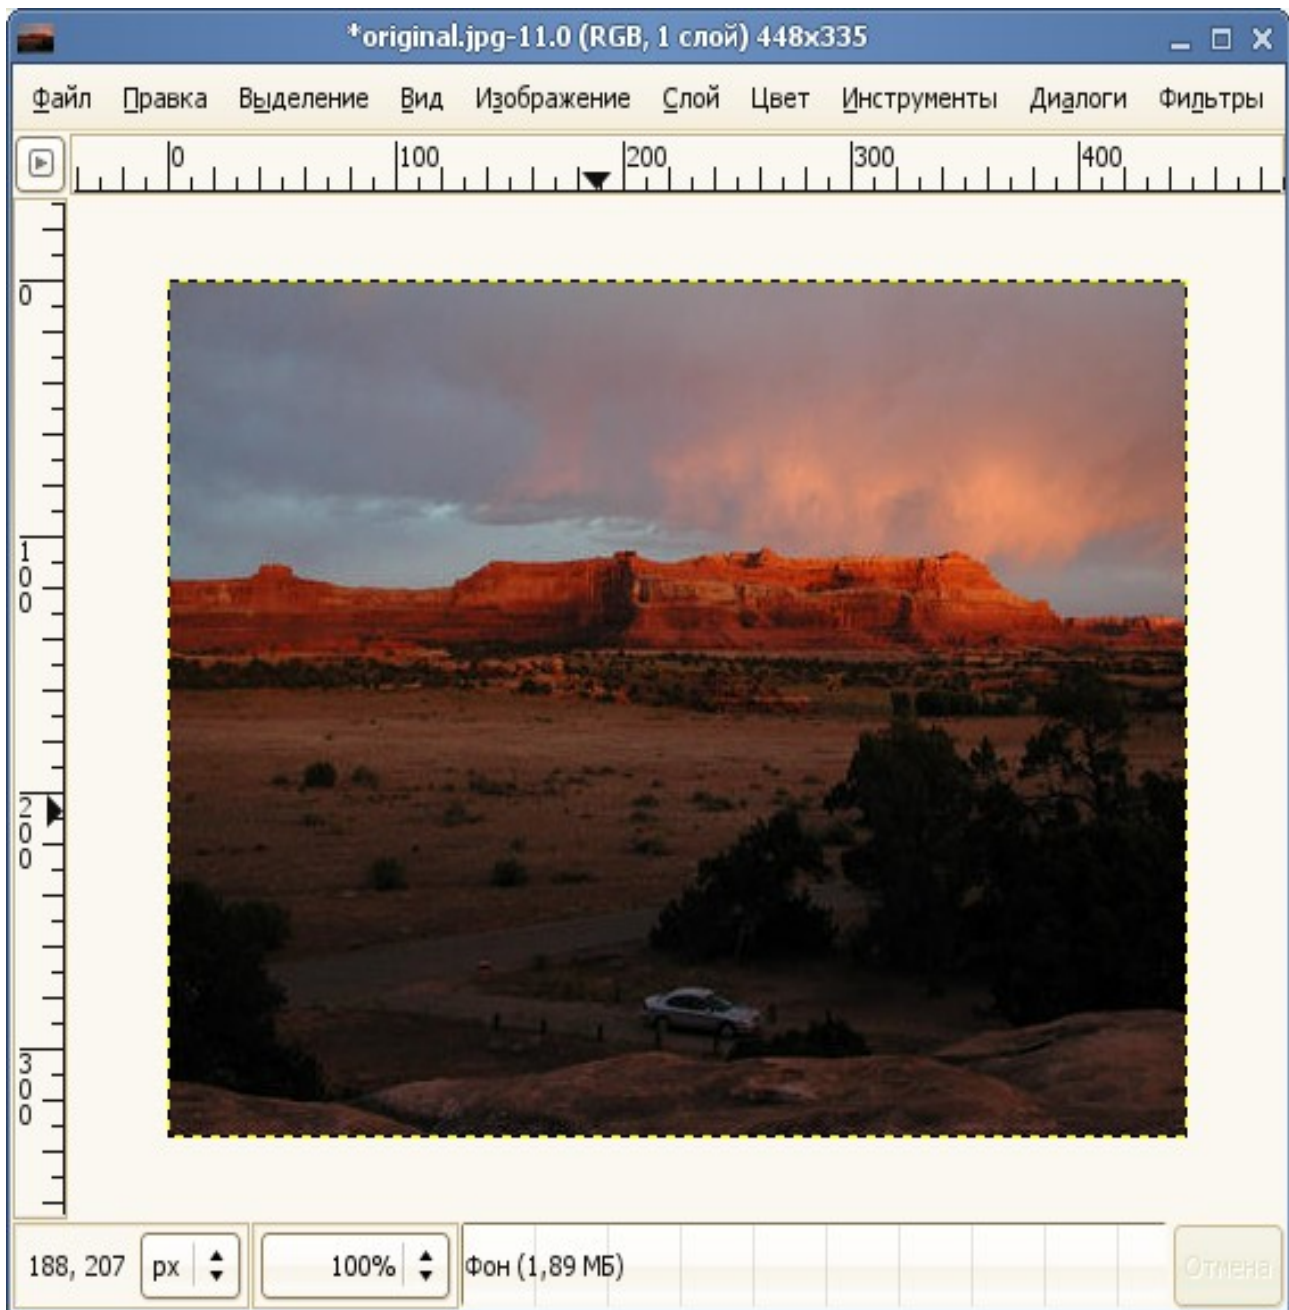 *original.jpg-11.0 (RGB, 1 слой) 448x335
Файл Правка Выделение Вид Изображение Слой Цвет Инструменты Диалоги Фильтры
0 100 200 300 400
0
100
200
300
188, 207 px 100% Фон (1,89 МБ) Отмена